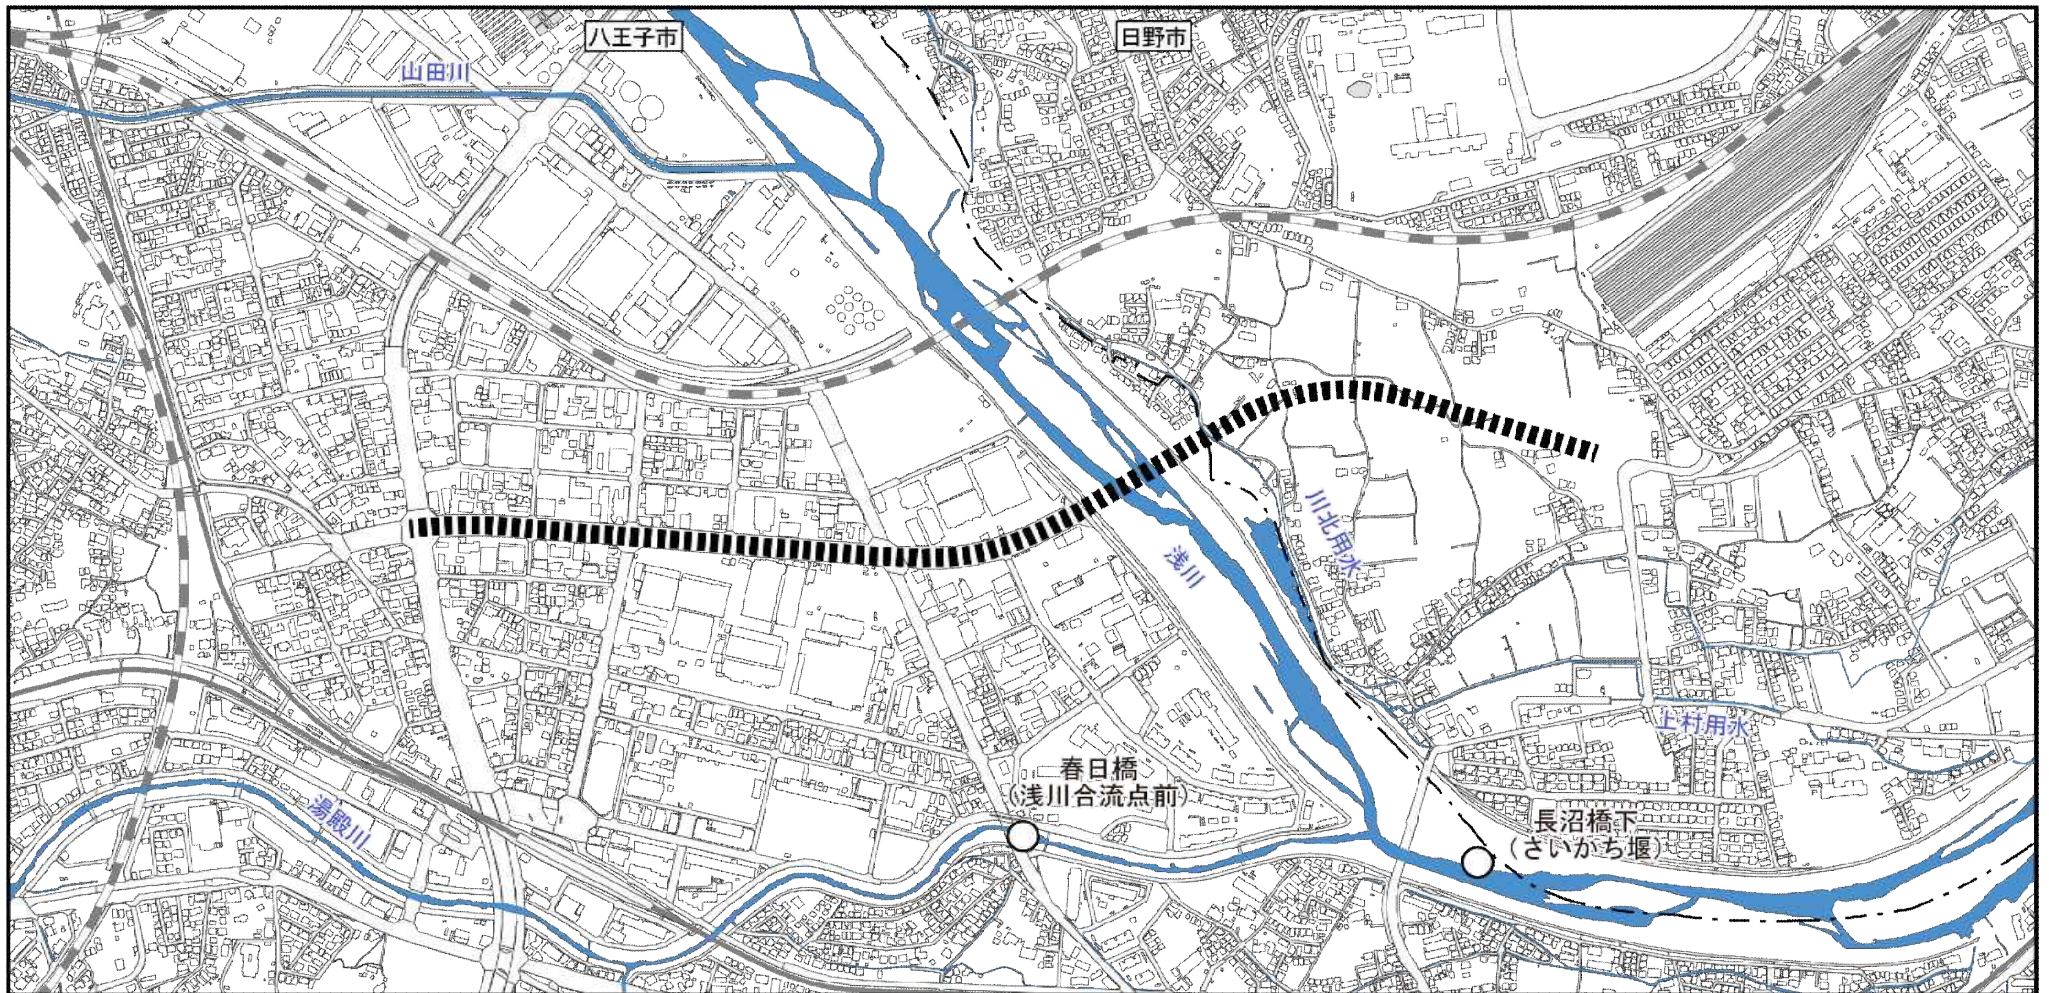 八王子市
日野市
山田川
川北用水
浅川
上村用水
春日橋
(浅川合流点前)
長沼橋下
(さいかち堰)
湯殿川